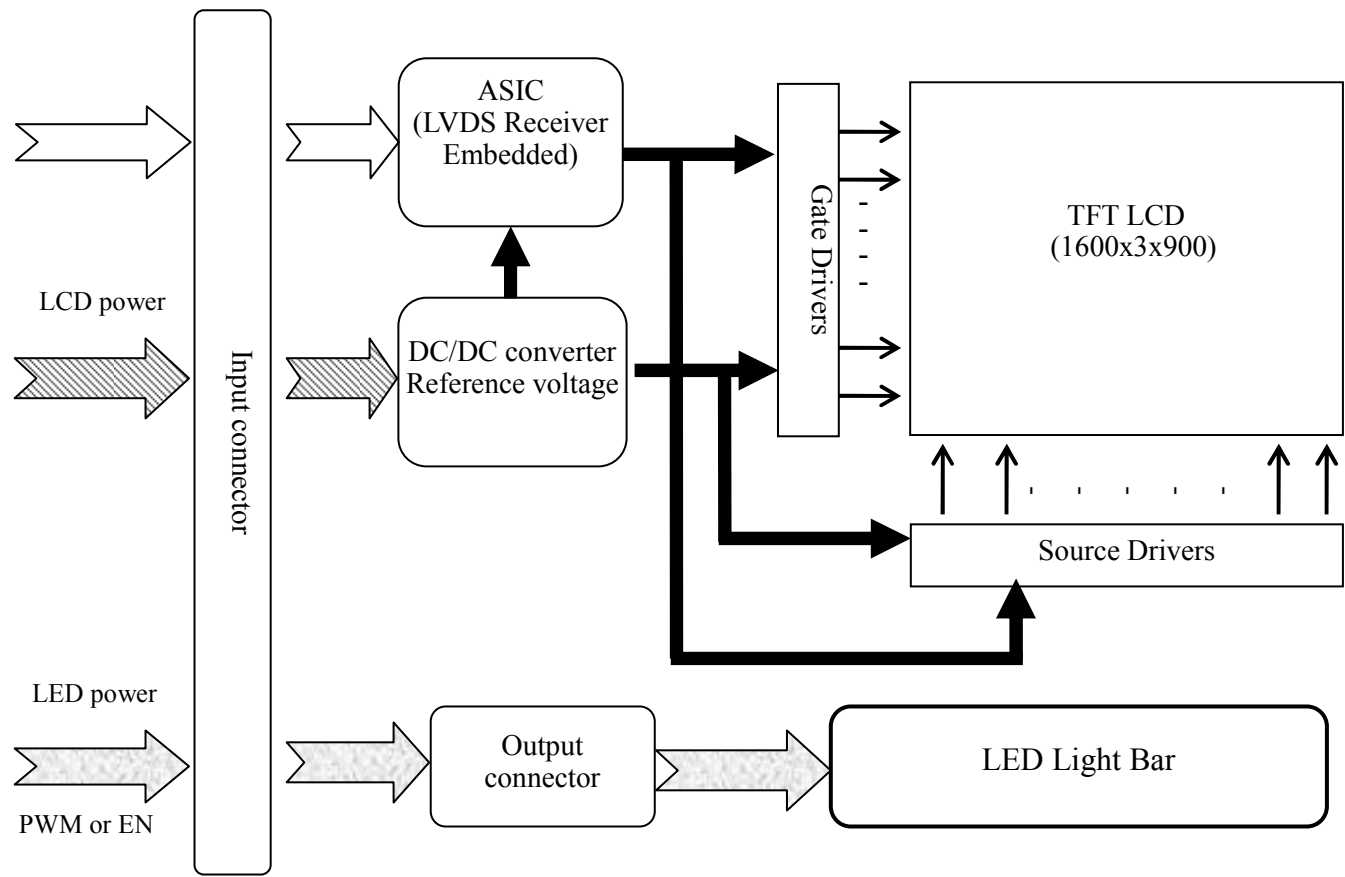 ASIC
(LVDS Receiver
Embedded)
Gate Drivers
TFT LCD
(1600x3x900)
LCD power
Input connector
DC/DC converter
Reference voltage
Source Drivers
LED power
PWM or EN
Output
connector
LED Light Bar